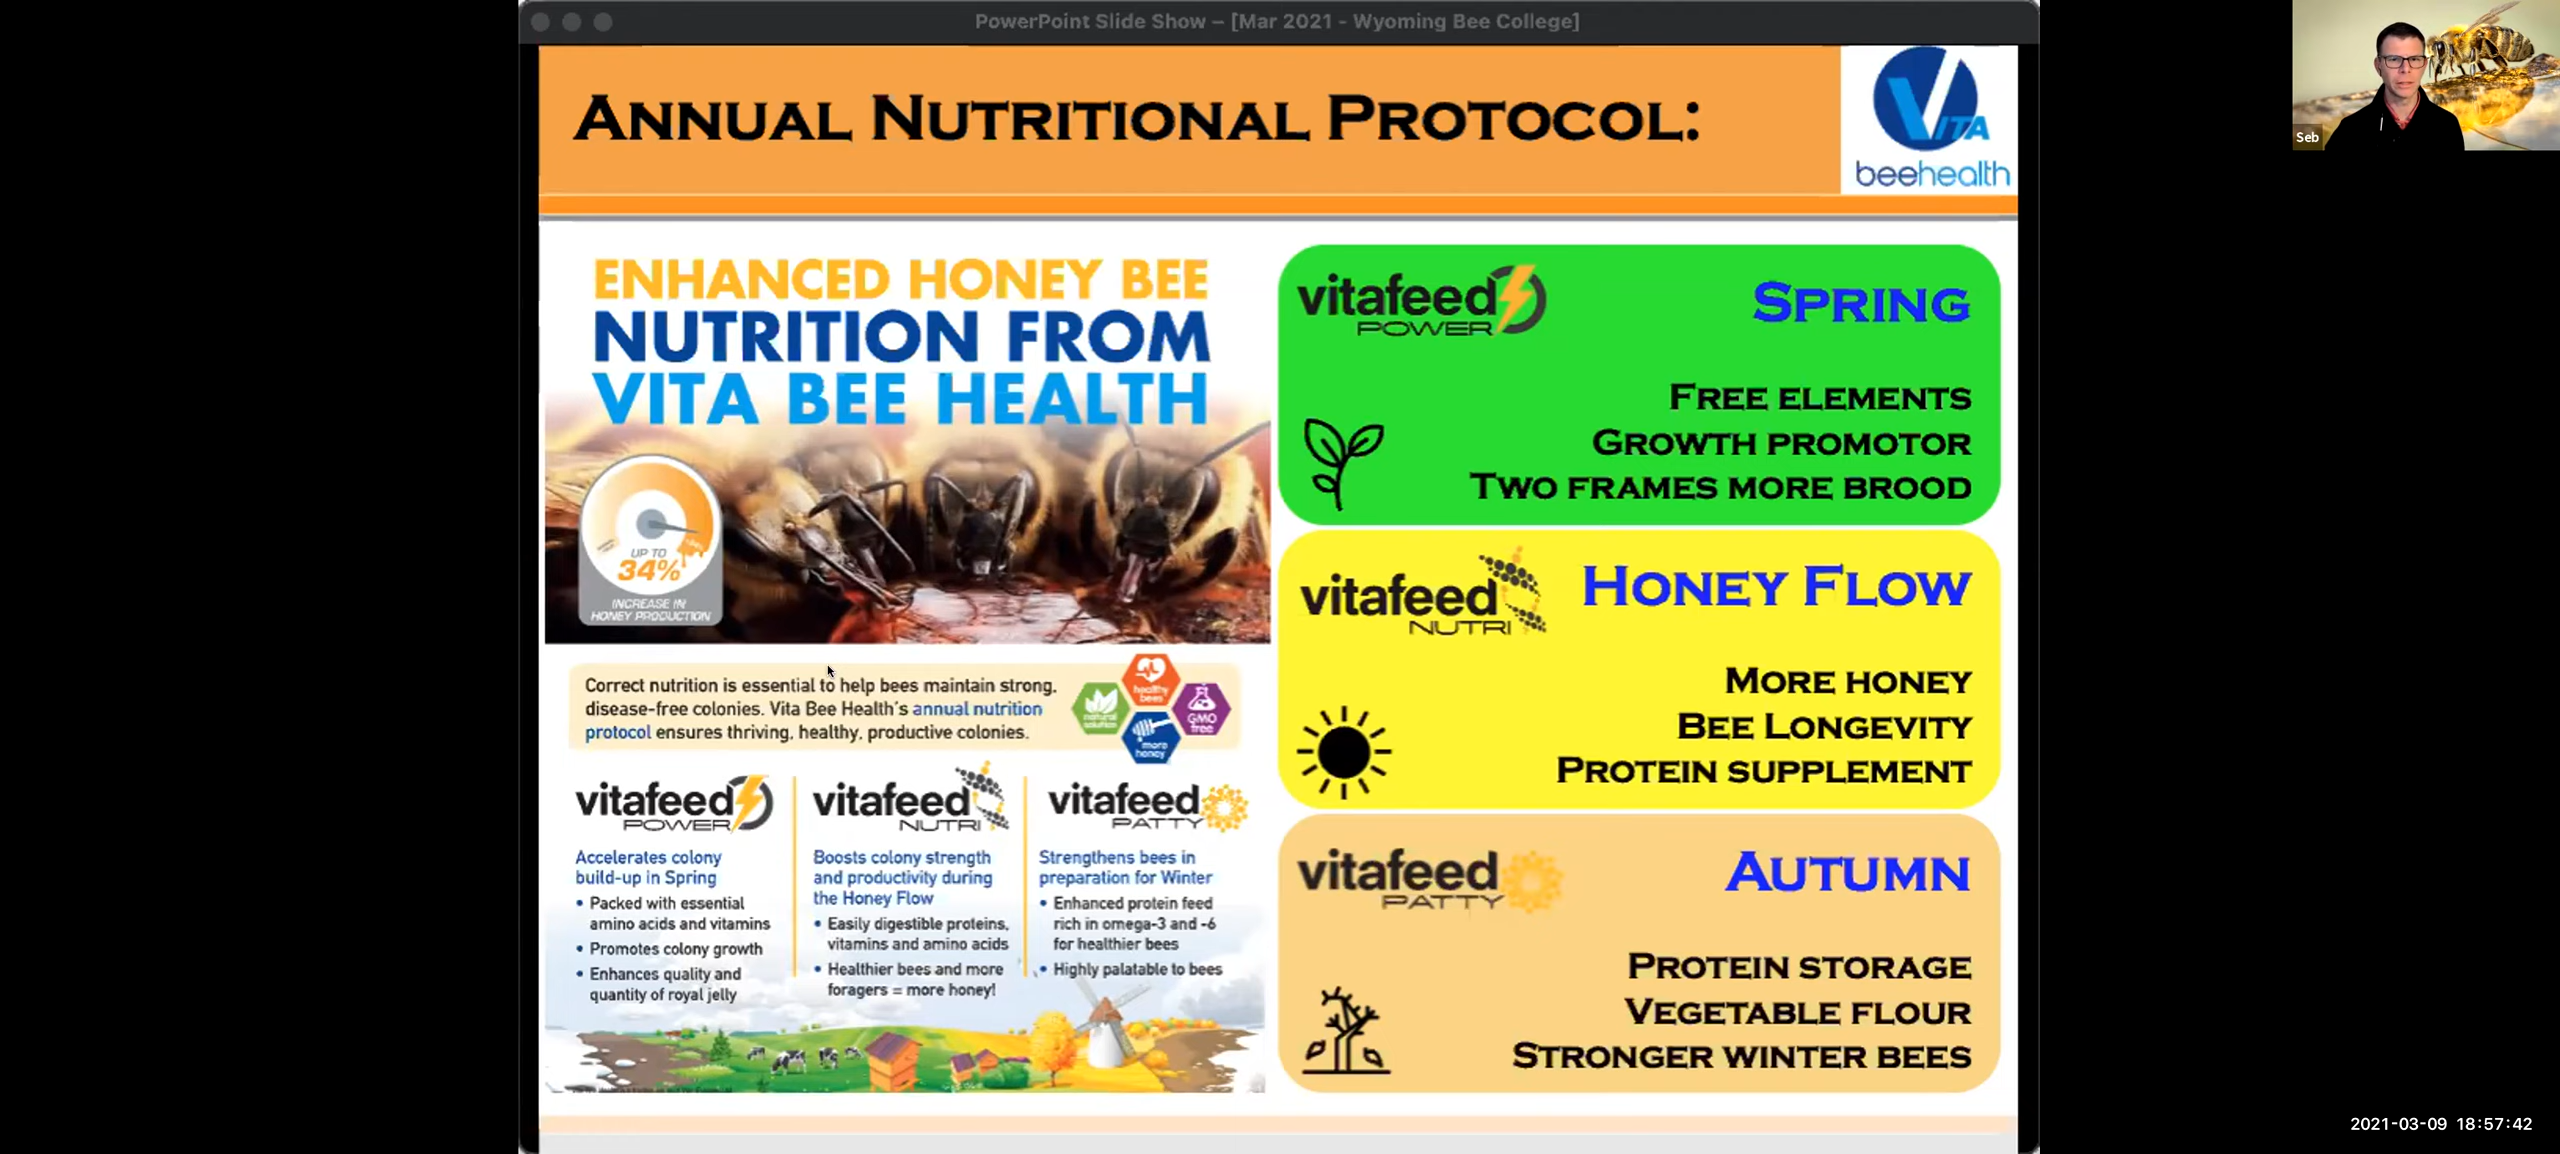 PowerPoint Slide Show – [Mar 2021 - Wyoming Bee College]
ANNUAL NUTRITIONAL PROTOCOL:
VITA
beehealth
Seb
ENHANCED HONEY BEE
NUTRITION FROM
VITA BEE HEALTH
UP TO
34%
INCREASE IN
HONEY PRODUCTION
Correct nutrition is essential to help bees maintain strong,
disease-free colonies. Vita Bee Health's annual nutrition
protocol ensures thriving, healthy, productive colonies.
healthy
bees
natural
solution
GMO
free
more
honey
vitafeed
POWER
Accelerates colony
build-up in Spring
• Packed with essential
amino acids and vitamins
• Promotes colony growth
• Enhances quality and
quantity of royal jelly
vitafeed
NUTRI
Boosts colony strength
and productivity during
the Honey Flow
• Easily digestible proteins,
vitamins and amino acids
• Healthier bees and more
foragers = more honey!
vitafeed
PATTY
Strengthens bees in
preparation for Winter
• Enhanced protein feed
rich in omega-3 and -6
for healthier bees
• Highly palatable to bees
vitafeed
POWER
SPRING
FREE ELEMENTS
GROWTH PROMOTOR
TWO FRAMES MORE BROOD
vitafeed
NUTRI
HONEY FLOW
MORE HONEY
BEE LONGEVITY
PROTEIN SUPPLEMENT
vitafeed
PATTY
AUTUMN
PROTEIN STORAGE
VEGETABLE FLOUR
STRONGER WINTER BEES
2021-03-09 18:57:42